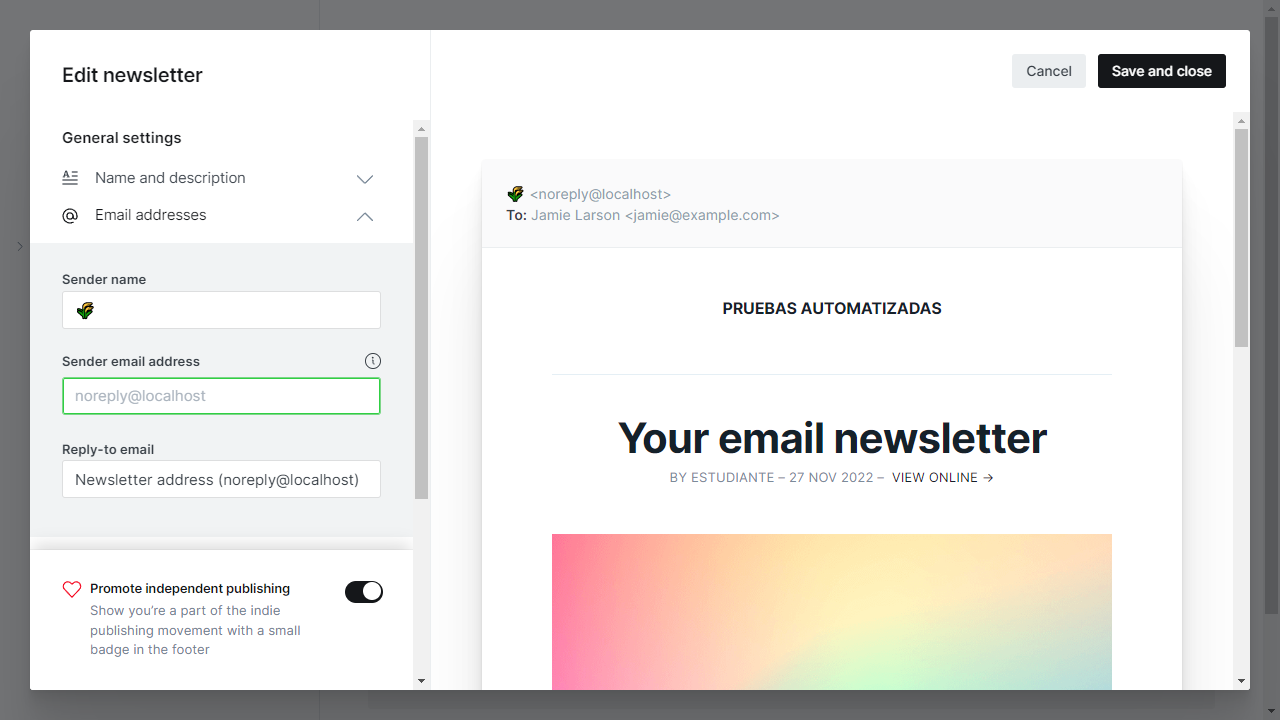 Edit newsletter
Cancel
Save and close
General settings
Name and description
Email addresses
Sender name
🌾
Sender email address
noreply@localhost
Reply-to email
Newsletter address (noreply@localhost)
Promote independent publishing
Show you're a part of the indie
publishing movement with a small
badge in the footer
🌾 <noreply@localhost>
To: Jamie Larson <jamie@example.com>
PRUEBAS AUTOMATIZADAS
Your email newsletter
BY ESTUDIANTE – 27 NOV 2022 – VIEW ONLINE →